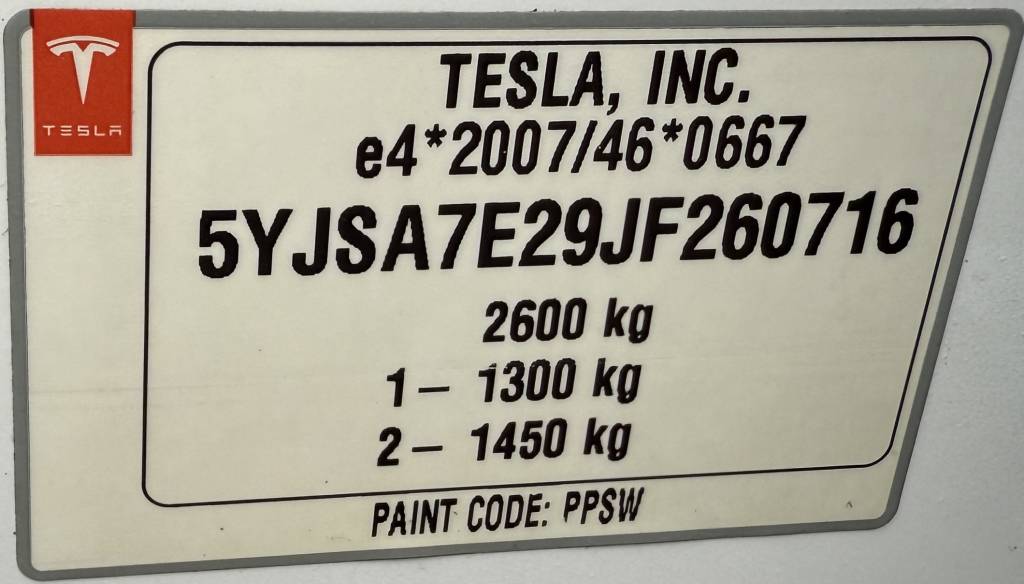 TESLA
TESLA, INC.
e4*2007/46*0667
5YJSA7E29JF260716
2600 kg
1 – 1300 kg
2 – 1450 kg
PAINT CODE: PPSW